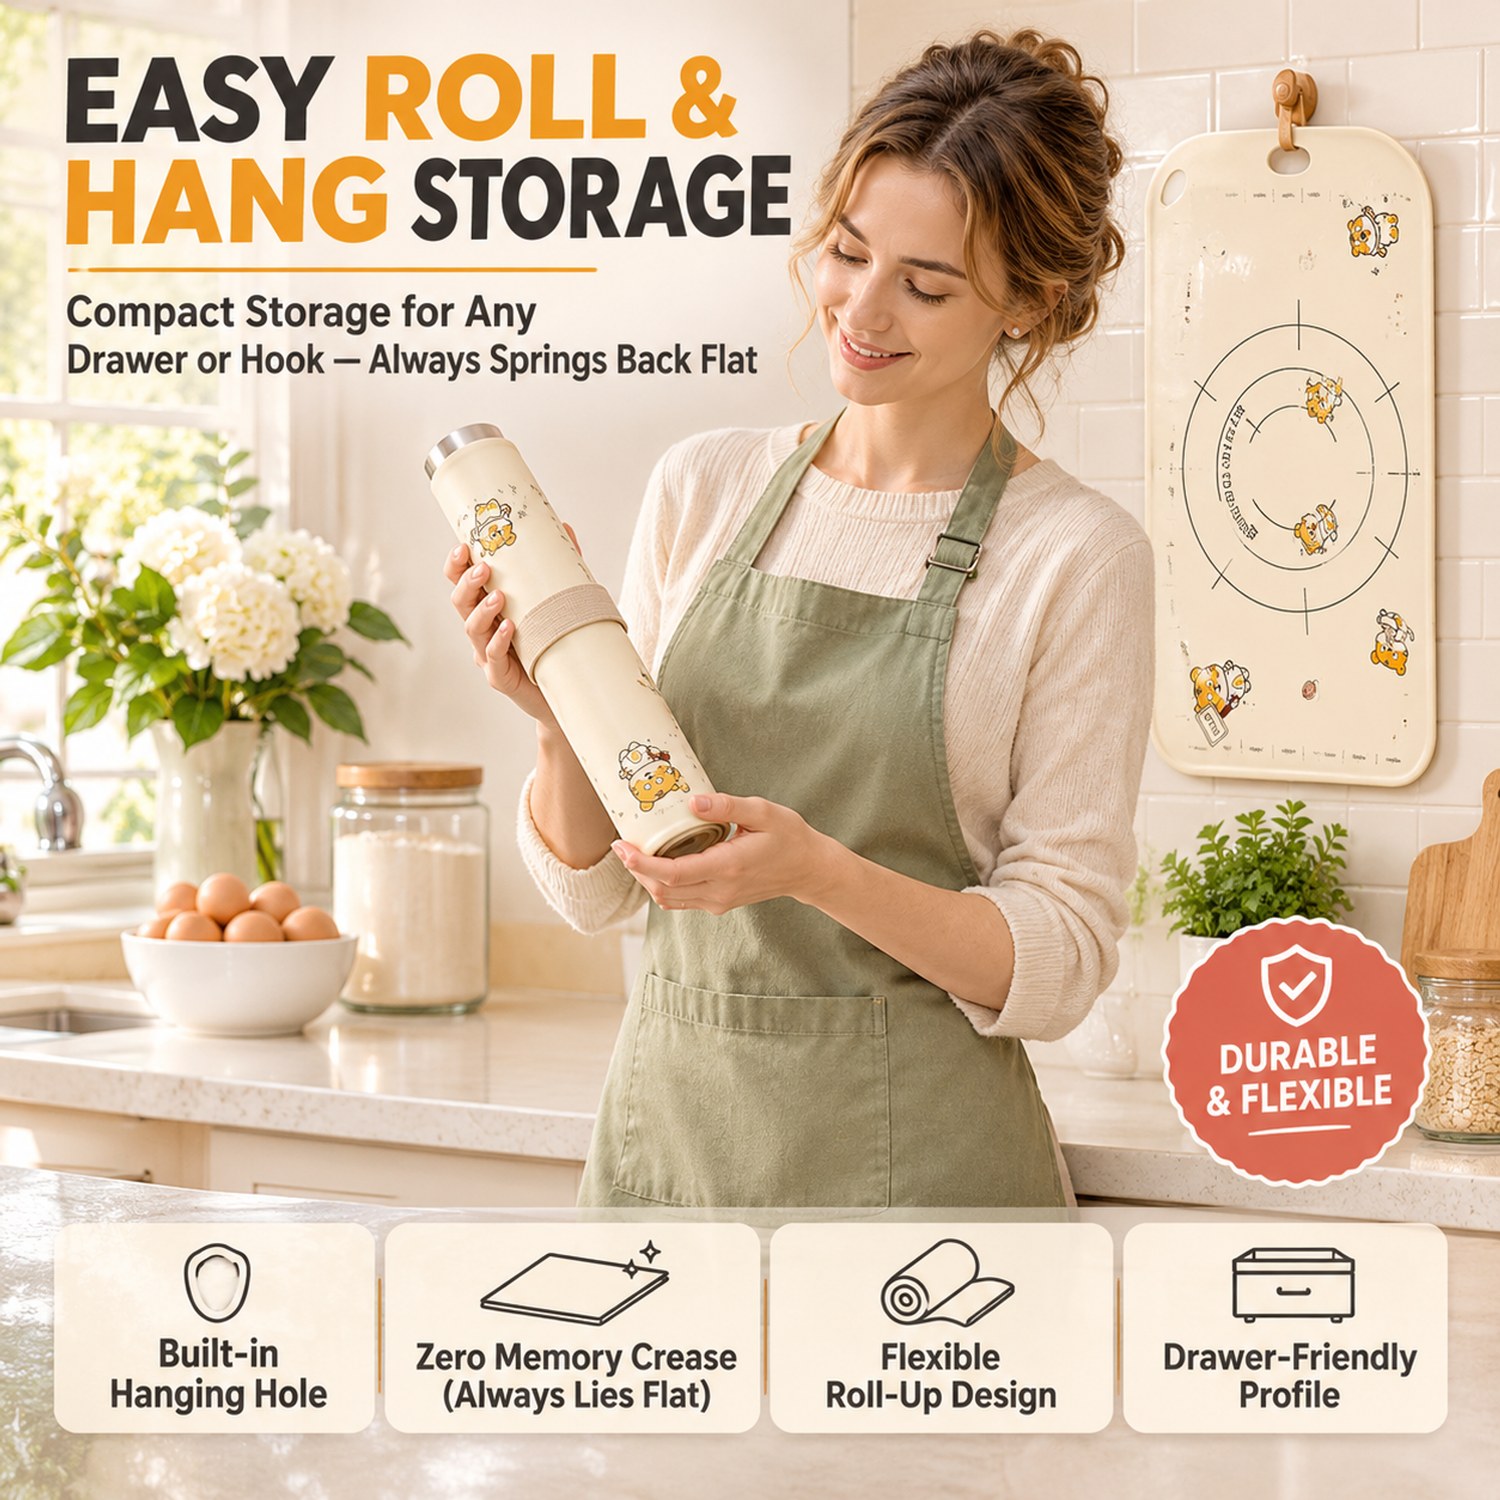 EASY ROLL &
HANG STORAGE
Compact Storage for Any
Drawer or Hook — Always Springs Back Flat
DURABLE
& FLEXIBLE
Built-in
Hanging Hole
Zero Memory Crease
(Always Lies Flat)
Flexible
Roll-Up Design
Drawer-Friendly
Profile